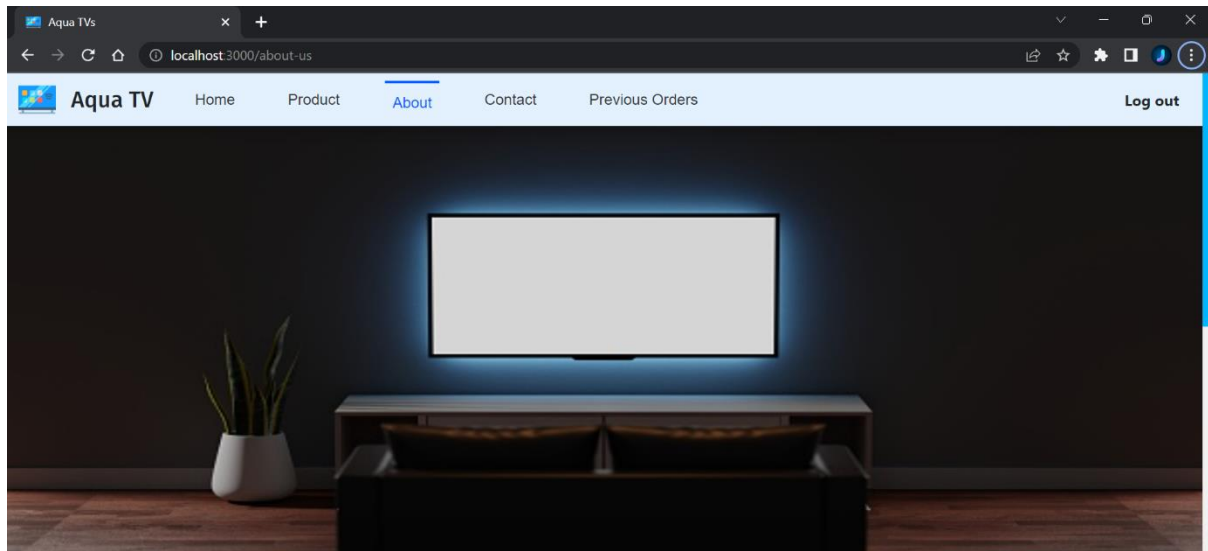 Aqua TVs
localhost:3000/about-us
Aqua TV Home Product About Contact Previous Orders Log out